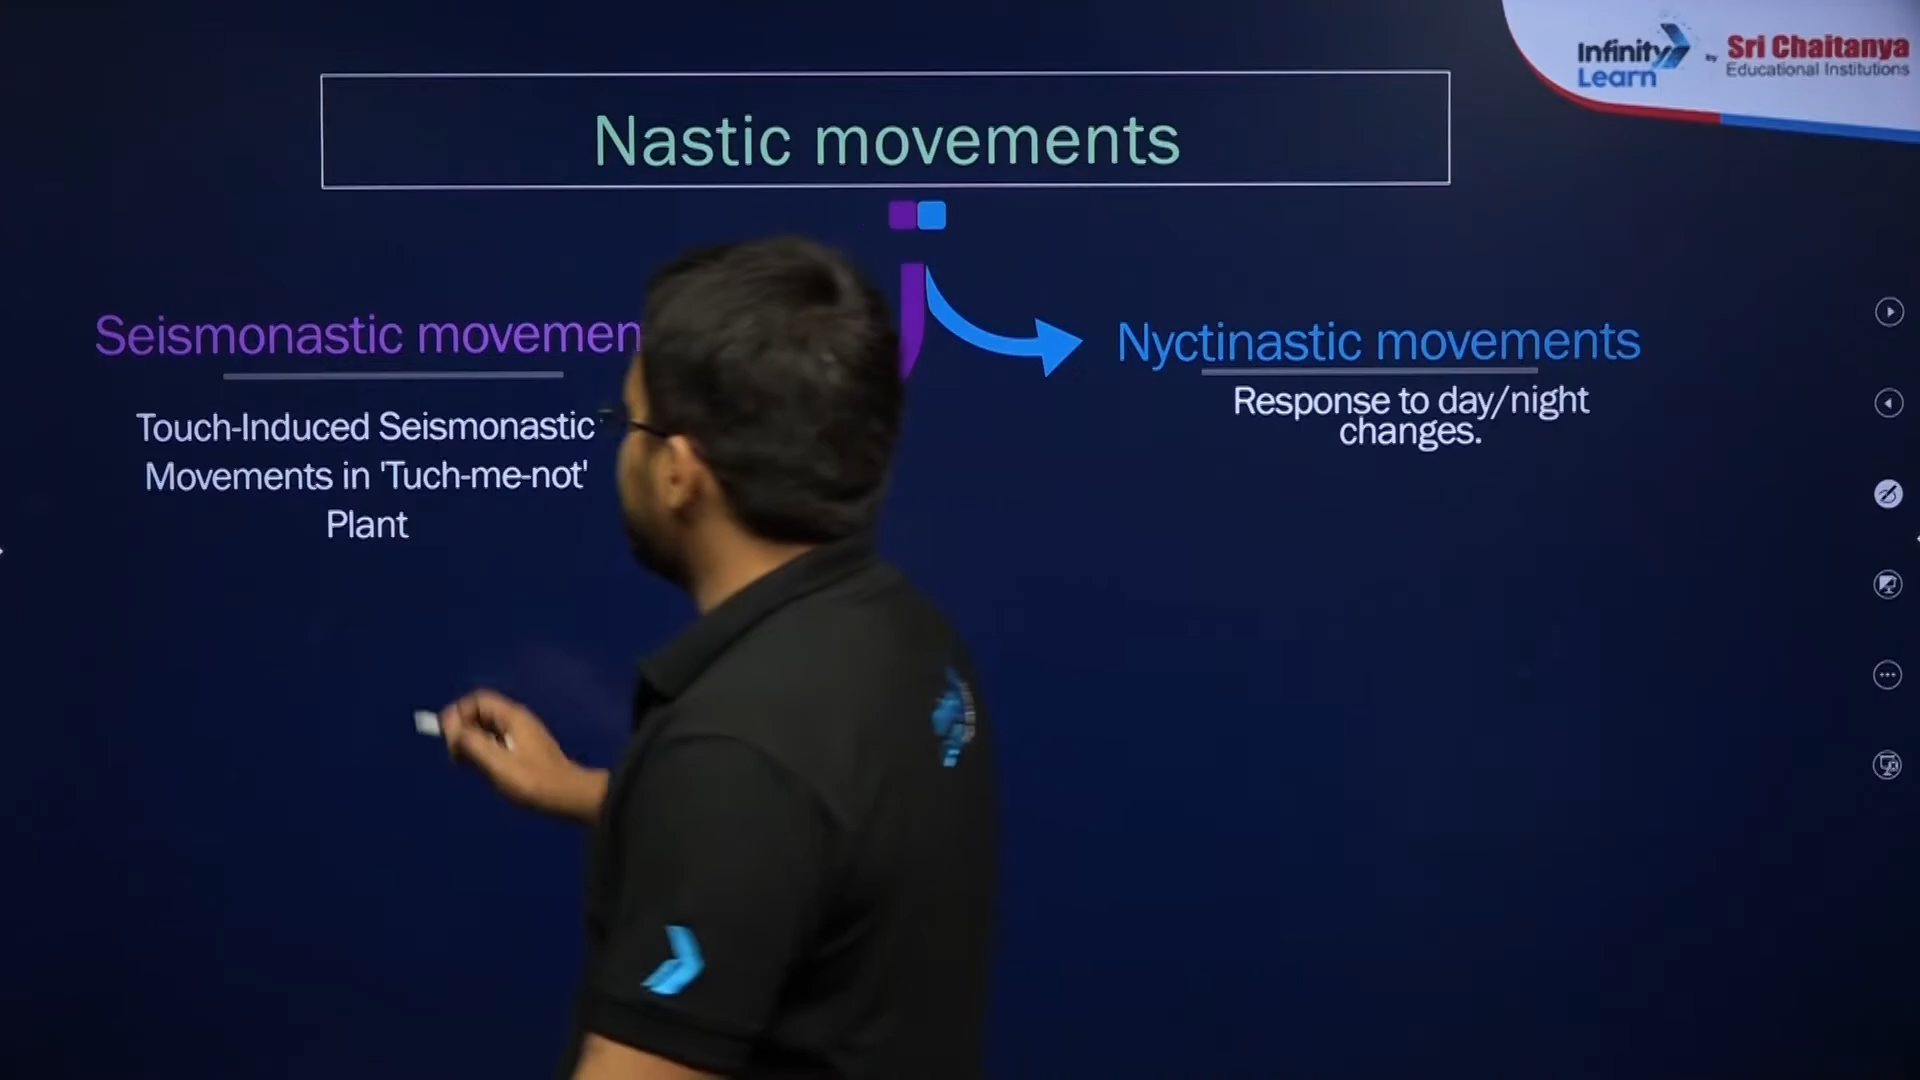 Infinity
Learn
by
Sri Chaitanya
Educational Institutions
Nastic movements
Seismonastic
Touch-Induced Seismonastic
Movements in 'Tuch-me-not'
Plant
Nyctinastic movements
Response to day/night
changes.